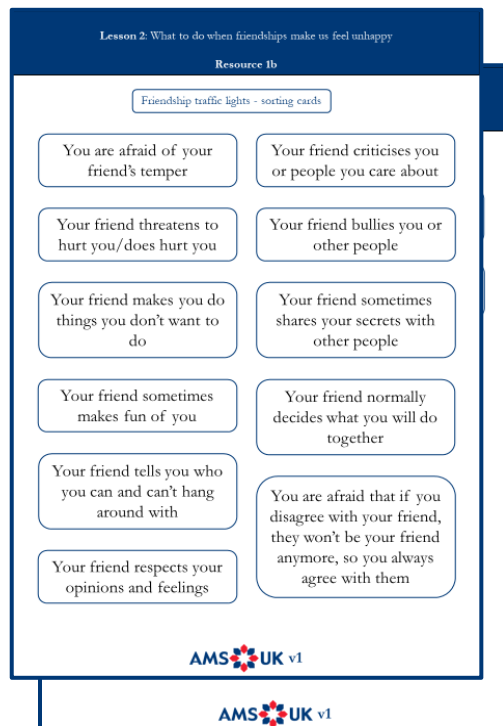 Lesson 2: What to do when friendships make us feel unhappy
Resource 1b
Friendship traffic lights - sorting cards
You are afraid of your
friend's temper
Your friend criticises you
or people you care about
Your friend threatens to
hurt you/does hurt you
Your friend bullies you or
other people
Your friend makes you do
things you don't want to
do
Your friend sometimes
shares your secrets with
other people
Your friend sometimes
makes fun of you
Your friend normally
decides what you will do
together
Your friend tells you who
you can and can't hang
around with
You are afraid that if you
disagree with your friend,
they won't be your friend
anymore, so you always
agree with them
Your friend respects your
opinions and feelings
AMS UK v1
AMS UK v1